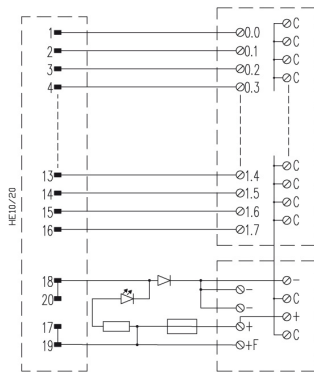 1 0.0 C
2 0.1 C
3 0.2 C
4 0.3 C
13 1.4 C
14 1.5 C
15 1.6 C
16 1.7 C
HE10/20
18 -
20 - C
- +
17 + C
19 +F